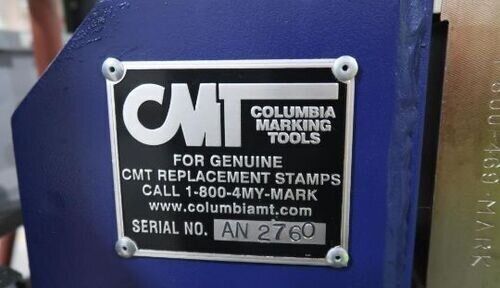 CMT COLUMBIA
MARKING
TOOLS
FOR GENUINE
CMT REPLACEMENT STAMPS
CALL 1-800-4MY-MARK
www.columbiamt.com
SERIAL NO. AN 2760
MARK